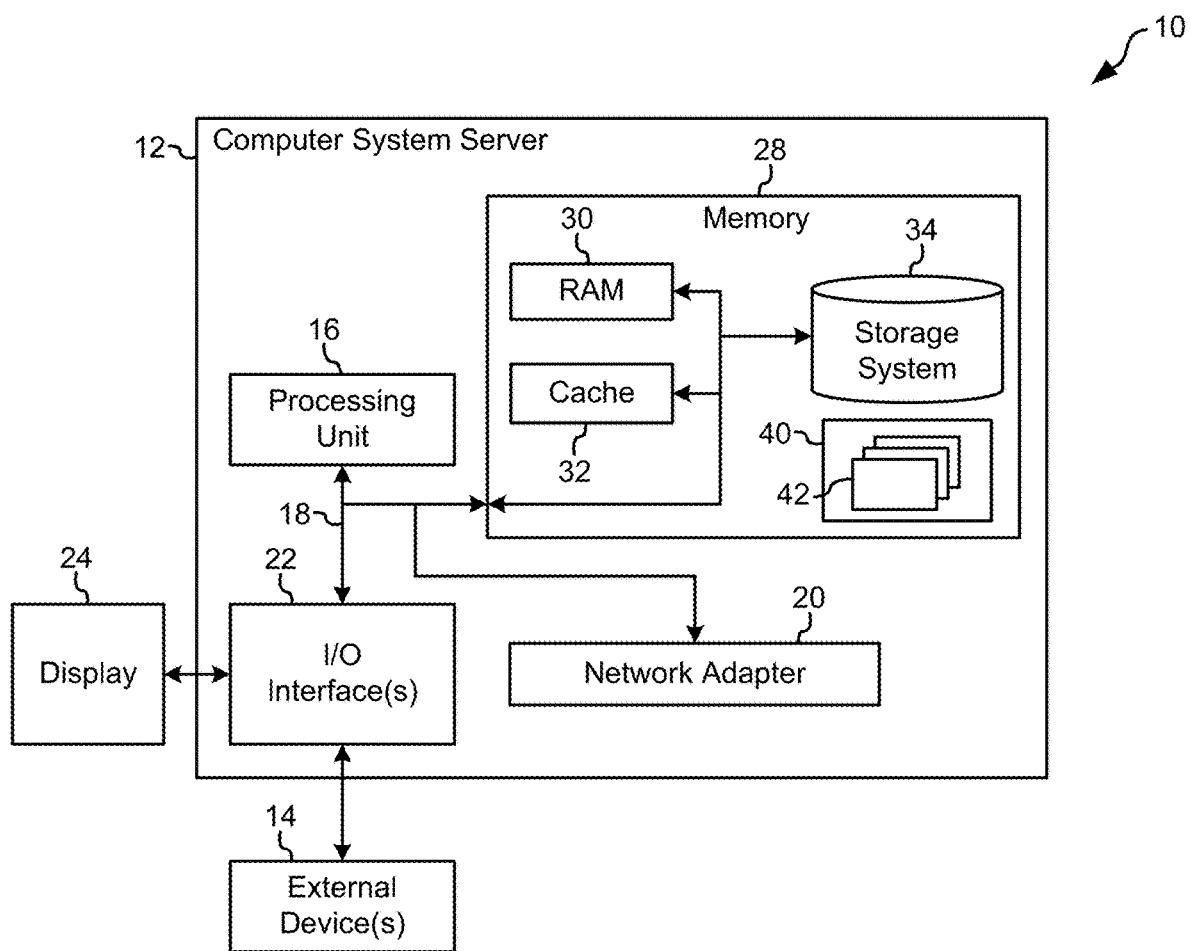 10
12
Computer System Server
28
Memory
30
RAM
34
Storage
System
16
Processing
Unit
Cache
32
40
42
18
24
Display
22
I/O
Interface(s)
20
Network Adapter
14
External
Device(s)